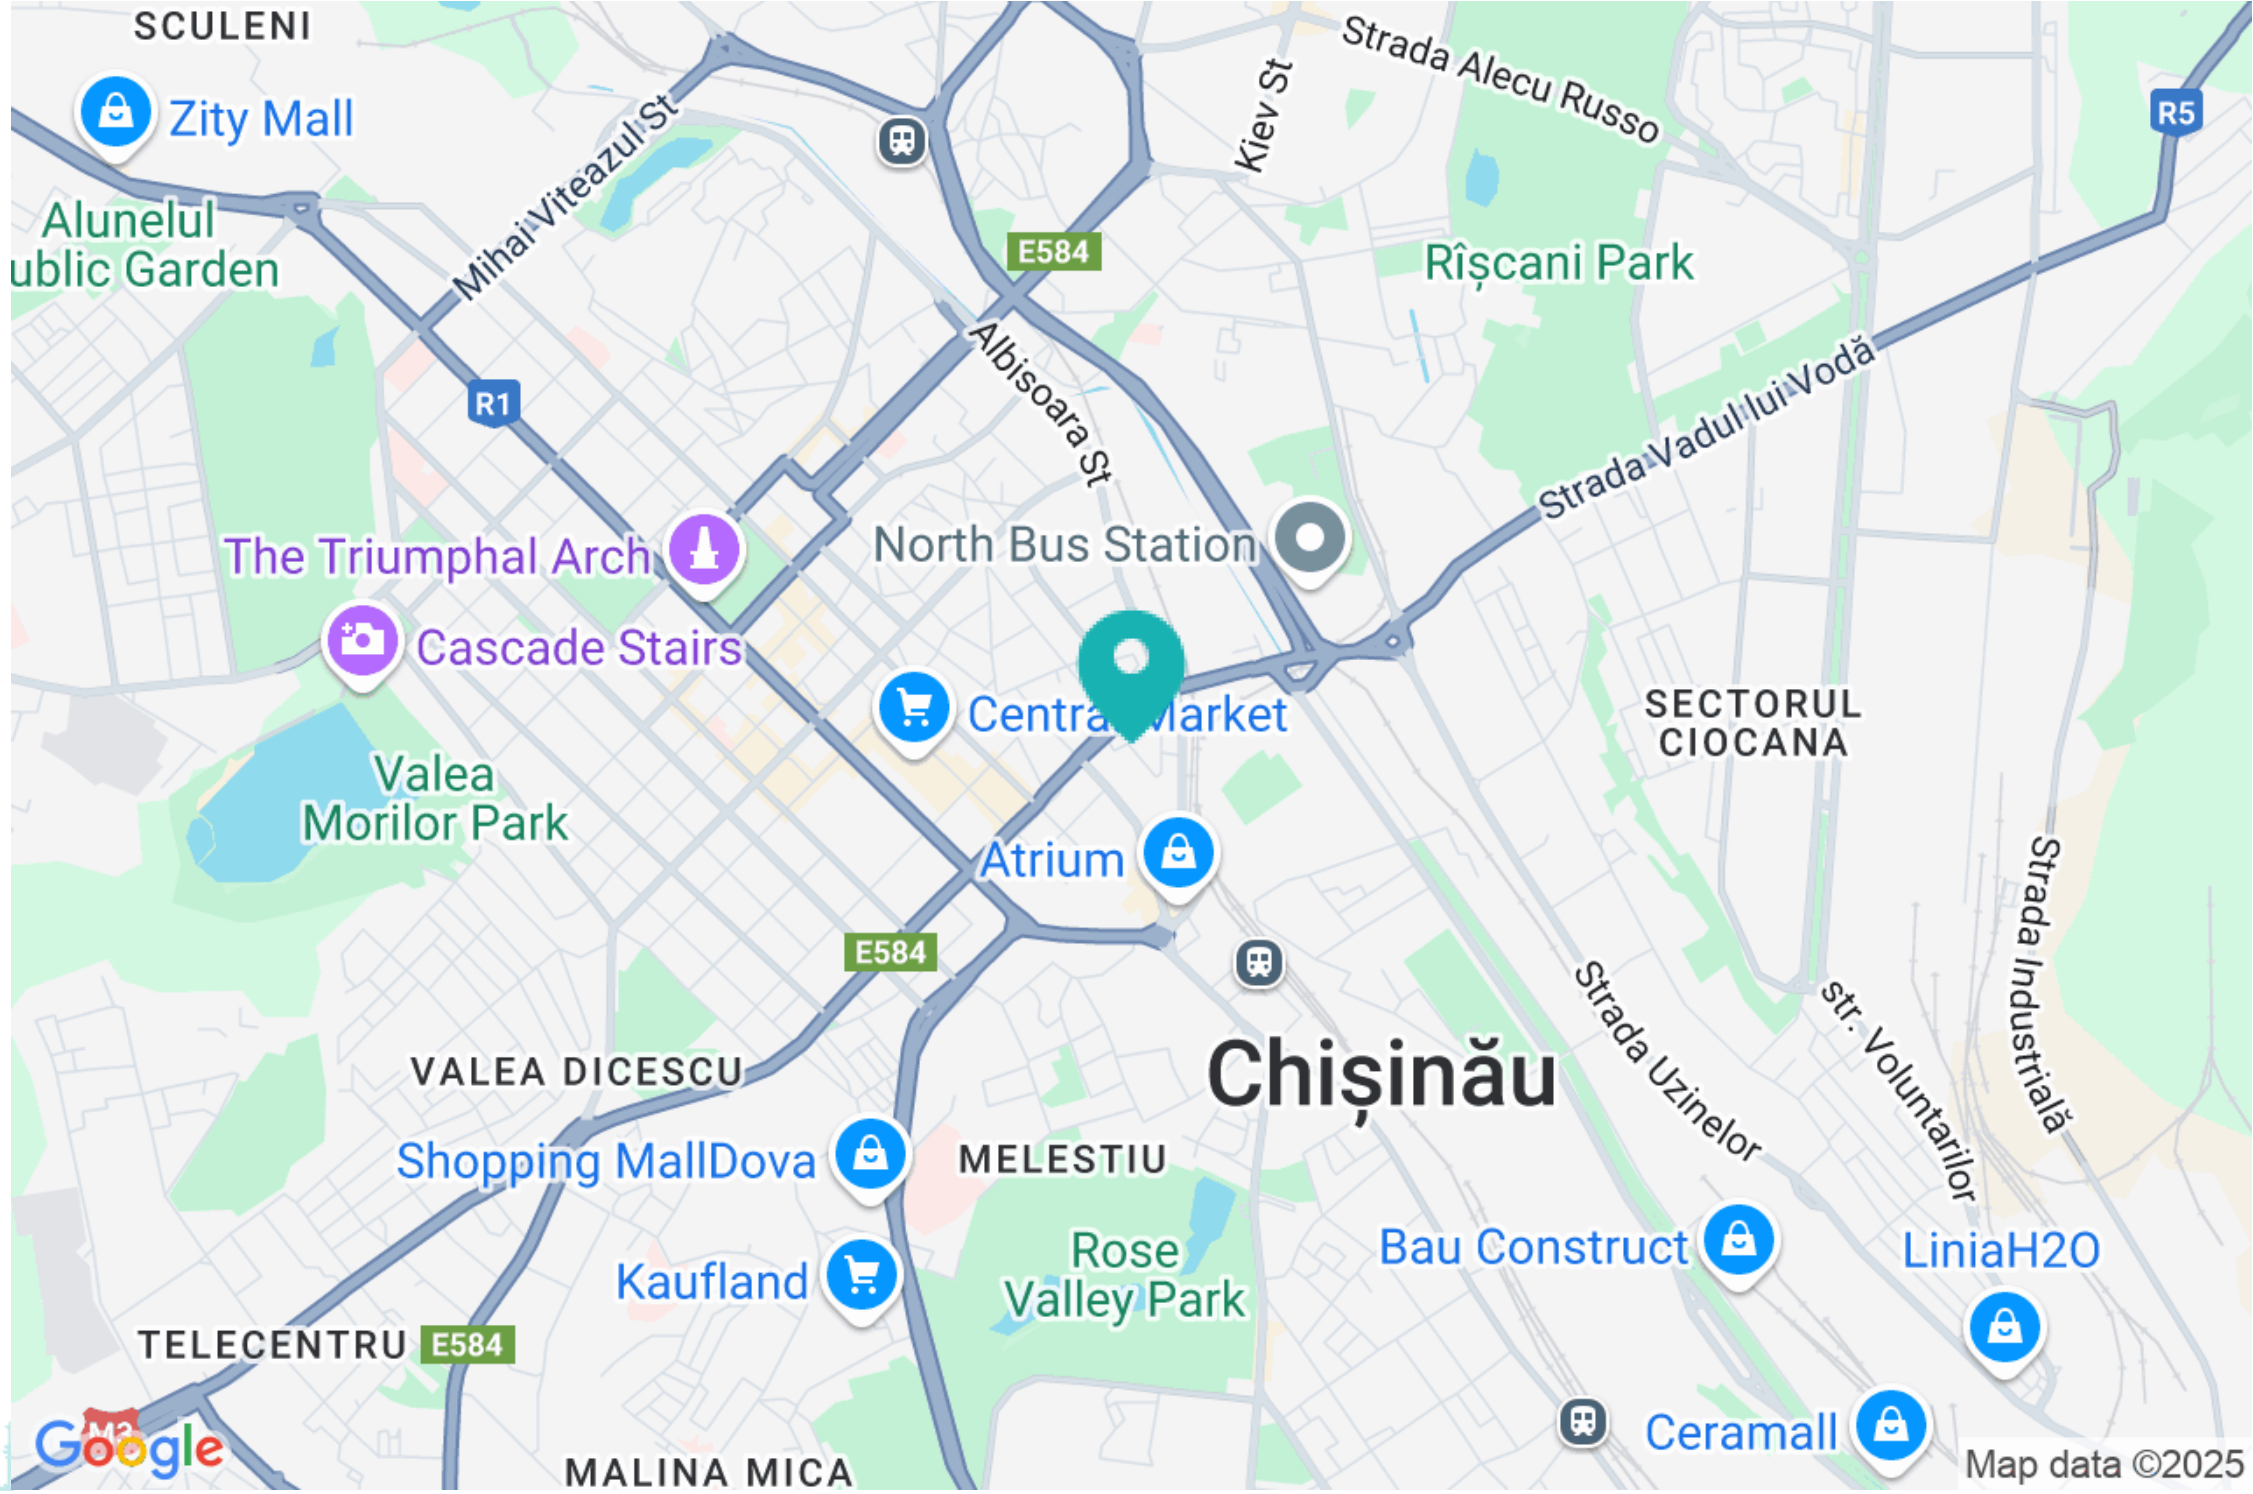 SCULENI
Zity Mall
Mihai Viteazul St
Kiev St
Strada Alecu Russo
R5
Alunelul
ublic Garden
E584
Rîșcani Park
R1
Albisoara St
Strada Vadul lui Vodă
The Triumphal Arch
North Bus Station
Cascade Stairs
Central Market
SECTORUL
CIOCANA
Valea
Morilor Park
Atrium
E584
Strada Industrială
Strada Uzinelor
str. Voluntarilor
Chișinău
VALEA DICESCU
Shopping MallDova
MELESTIU
Kaufland
Rose
Valley Park
Bau Construct
LiniaH2O
TELECENTRU
E584
Google
Ceramall
MALINA MICA
Map data ©2025